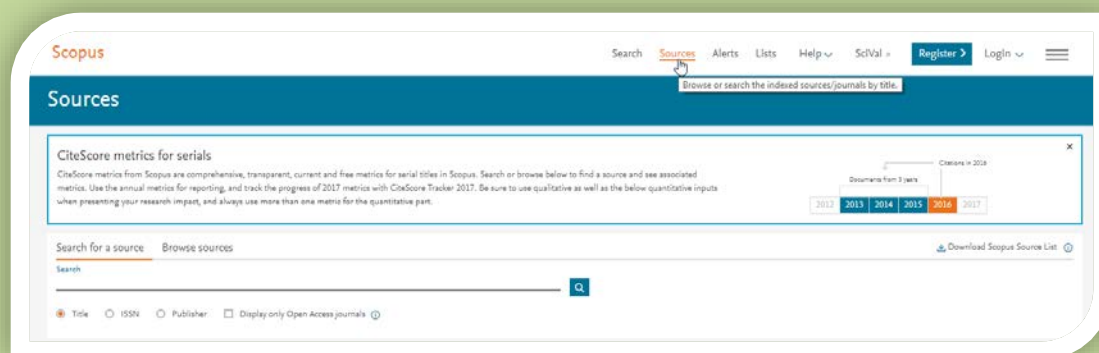 Scopus
Search Sources Alerts Lists Help SciVal Register Login
Browse or search the indexed sources/journals by title.
Sources
CiteScore metrics for serials
CiteScore metrics from Scopus are comprehensive, transparent, current and free metrics for serial titles in Scopus. Search or browse below to find a source and see associated
metrics. Use the annual metrics for reporting, and track the progress of 2017 metrics with CiteScore Tracker 2017. Be sure to use qualitative as well as the below quantitative inputs
when presenting your research impact, and always use more than one metric for the quantitative part.
Citations in 2016
Documents from 3 years
2012 2013 2014 2015 2016 2017
Search for a source Browse sources
Download Scopus Source List
Search
Title ISSN Publisher Display only Open Access journals